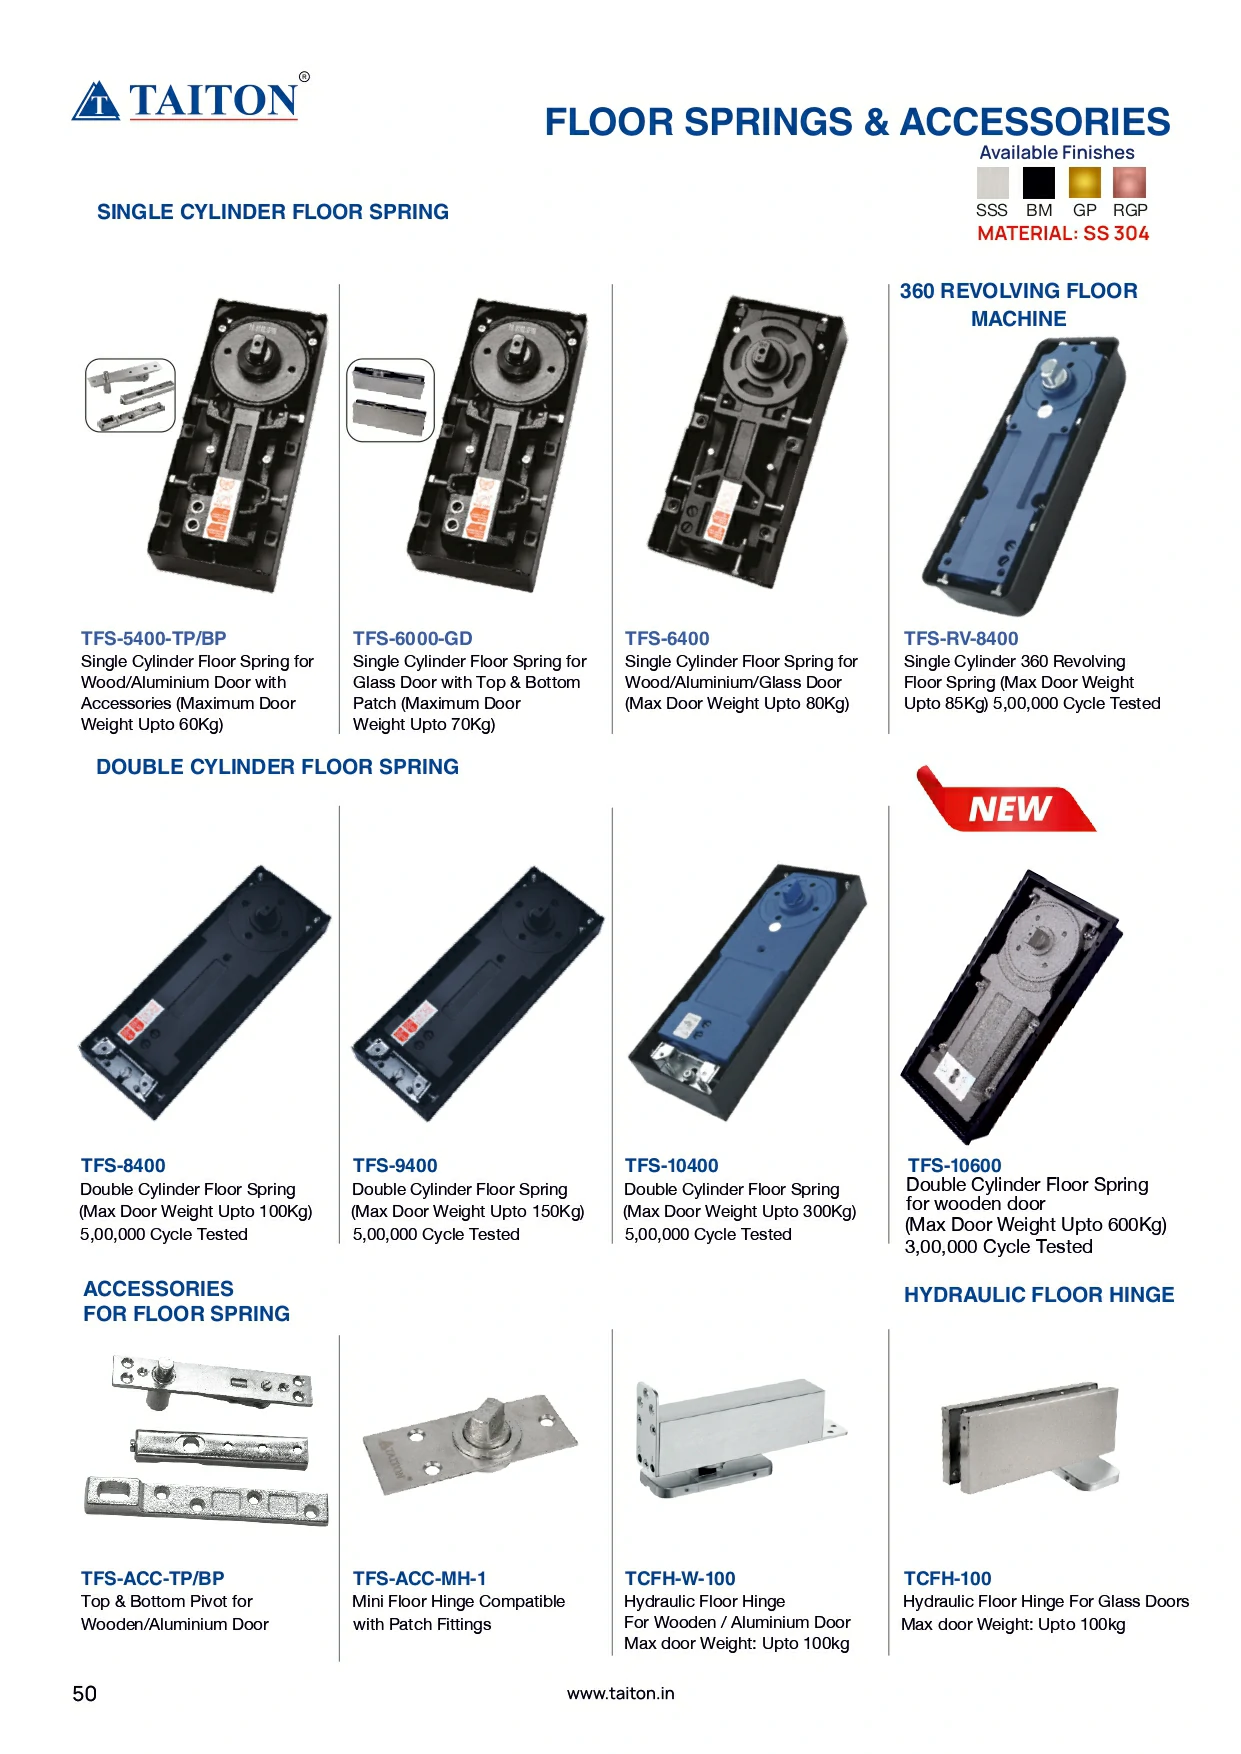 TAITON®
FLOOR SPRINGS & ACCESSORIES
Available Finishes
SSS BM GP RGP
MATERIAL: SS 304
SINGLE CYLINDER FLOOR SPRING
360 REVOLVING FLOOR
MACHINE
TFS-5400-TP/BP
Single Cylinder Floor Spring for
Wood/Aluminium Door with
Accessories (Maximum Door
Weight Upto 60Kg)
TFS-6000-GD
Single Cylinder Floor Spring for
Glass Door with Top & Bottom
Patch (Maximum Door
Weight Upto 70Kg)
TFS-6400
Single Cylinder Floor Spring for
Wood/Aluminium/Glass Door
(Max Door Weight Upto 80Kg)
TFS-RV-8400
Single Cylinder 360 Revolving
Floor Spring (Max Door Weight
Upto 85Kg) 5,00,000 Cycle Tested
DOUBLE CYLINDER FLOOR SPRING
NEW
TFS-8400
Double Cylinder Floor Spring
(Max Door Weight Upto 100Kg)
5,00,000 Cycle Tested
TFS-9400
Double Cylinder Floor Spring
(Max Door Weight Upto 150Kg)
5,00,000 Cycle Tested
TFS-10400
Double Cylinder Floor Spring
(Max Door Weight Upto 300Kg)
5,00,000 Cycle Tested
TFS-10600
Double Cylinder Floor Spring
for wooden door
(Max Door Weight Upto 600Kg)
3,00,000 Cycle Tested
ACCESSORIES
FOR FLOOR SPRING
HYDRAULIC FLOOR HINGE
TAITON
TFS-ACC-TP/BP
Top & Bottom Pivot for
Wooden/Aluminium Door
TFS-ACC-MH-1
Mini Floor Hinge Compatible
with Patch Fittings
TCFH-W-100
Hydraulic Floor Hinge
For Wooden / Aluminium Door
Max door Weight: Upto 100kg
TCFH-100
Hydraulic Floor Hinge For Glass Doors
Max door Weight: Upto 100kg
50
www.taiton.in